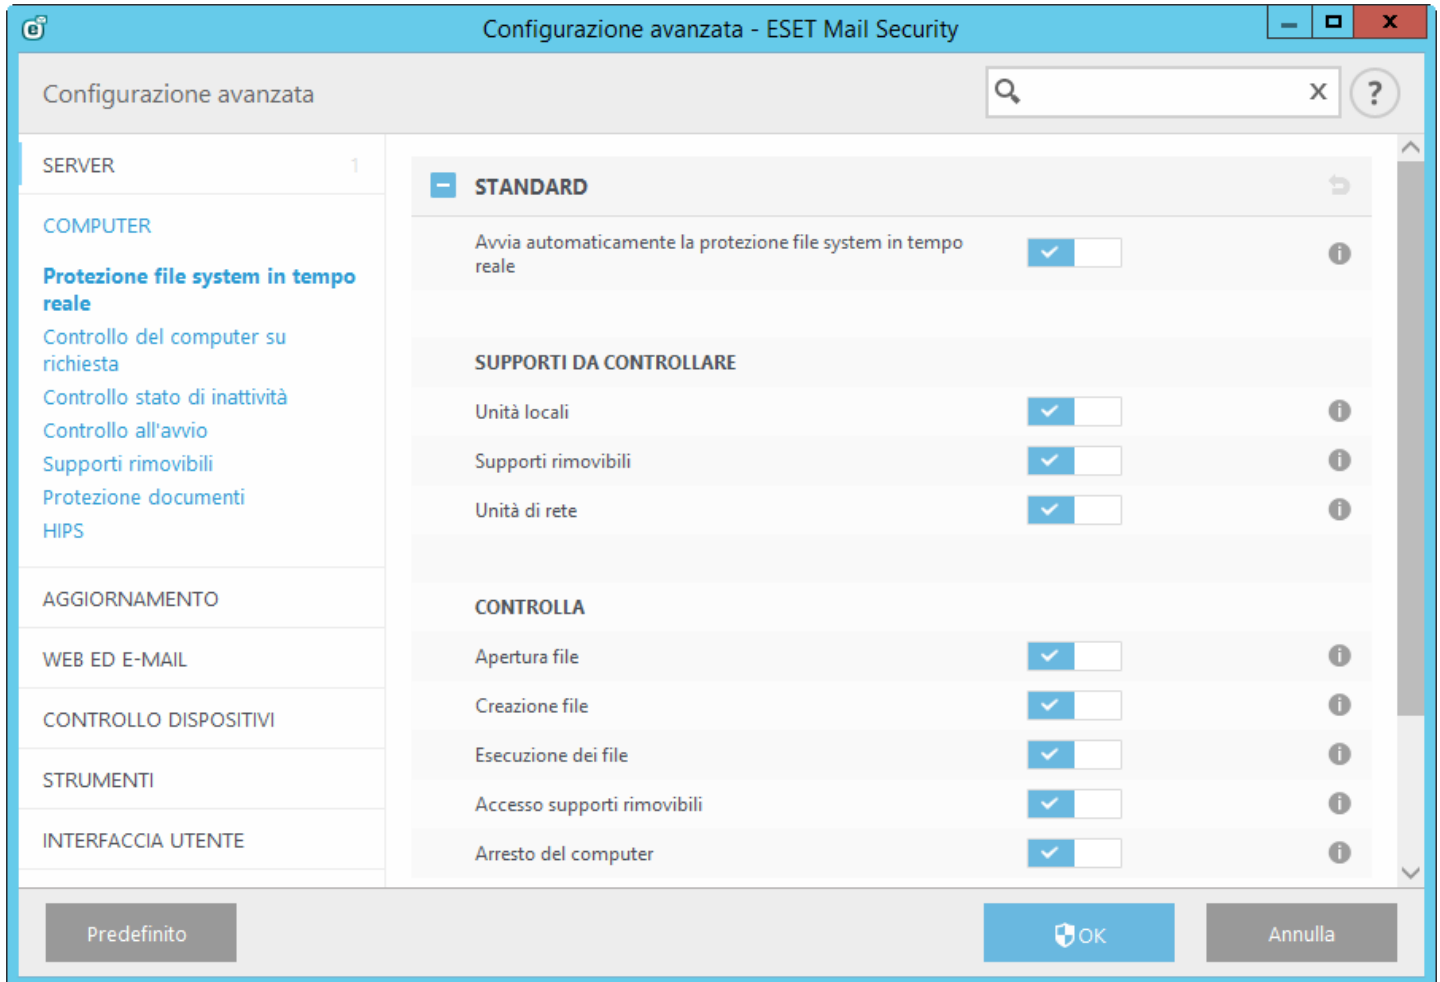 Configurazione avanzata - ESET Mail Security
Configurazione avanzata
SERVER 1
COMPUTER
Protezione file system in tempo
reale
Controllo del computer su
richiesta
Controllo stato di inattività
Controllo all'avvio
Supporti rimovibili
Protezione documenti
HIPS
AGGIORNAMENTO
WEB ED E-MAIL
CONTROLLO DISPOSITIVI
STRUMENTI
INTERFACCIA UTENTE
STANDARD
Avvia automaticamente la protezione file system in tempo
reale
SUPPORTI DA CONTROLLARE
Unità locali
Supporti rimovibili
Unità di rete
CONTROLLA
Apertura file
Creazione file
Esecuzione dei file
Accesso supporti rimovibili
Arresto del computer
Predefinito
OK
Annulla